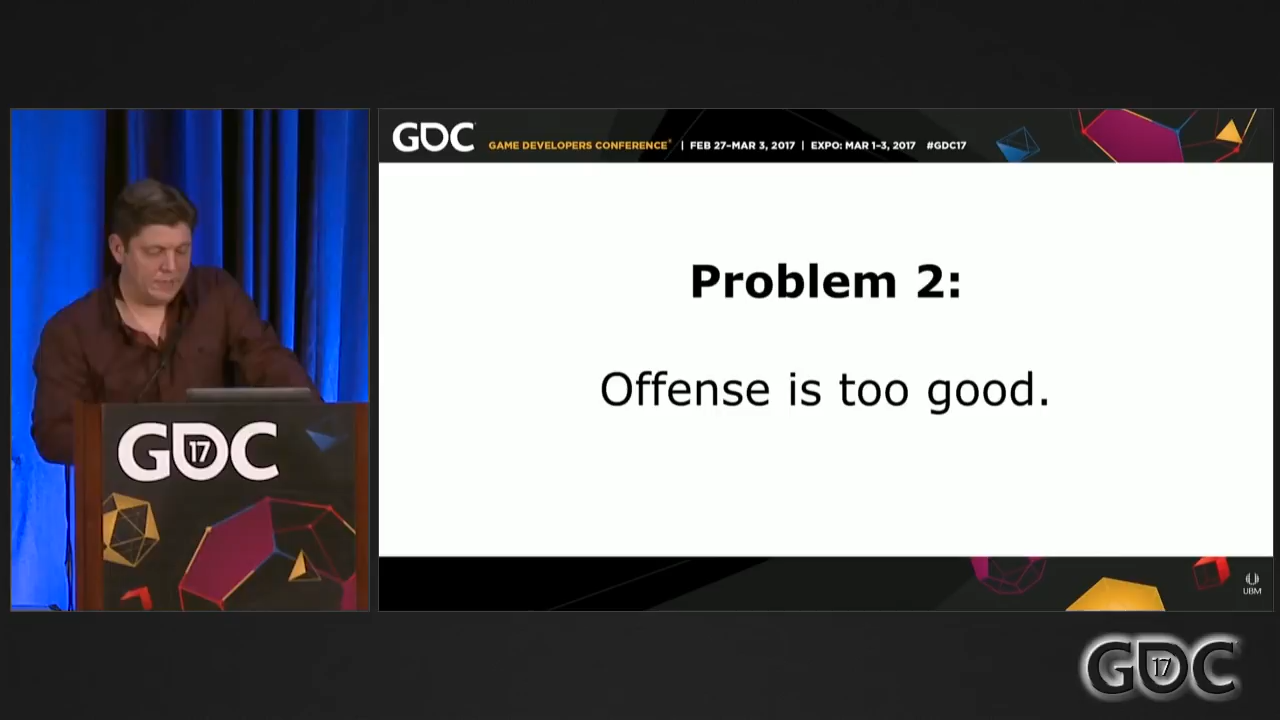 GDC
GAME DEVELOPERS CONFERENCE® | FEB 27–MAR 3, 2017 | EXPO: MAR 1–3, 2017 #GDC17
Problem 2:
Offense is too good.
GDC
17
UBM
GDC
17